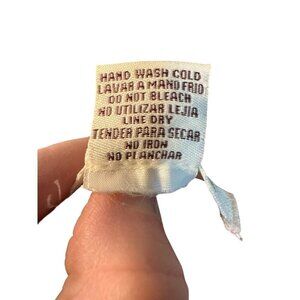 HAND WASH COLD
LAVAR A MANO FRIO
DO NOT BLEACH
NO UTILIZAR LEJIA
LINE DRY
TENDER PARA SECAR
NO IRON
NO PLANCHAR